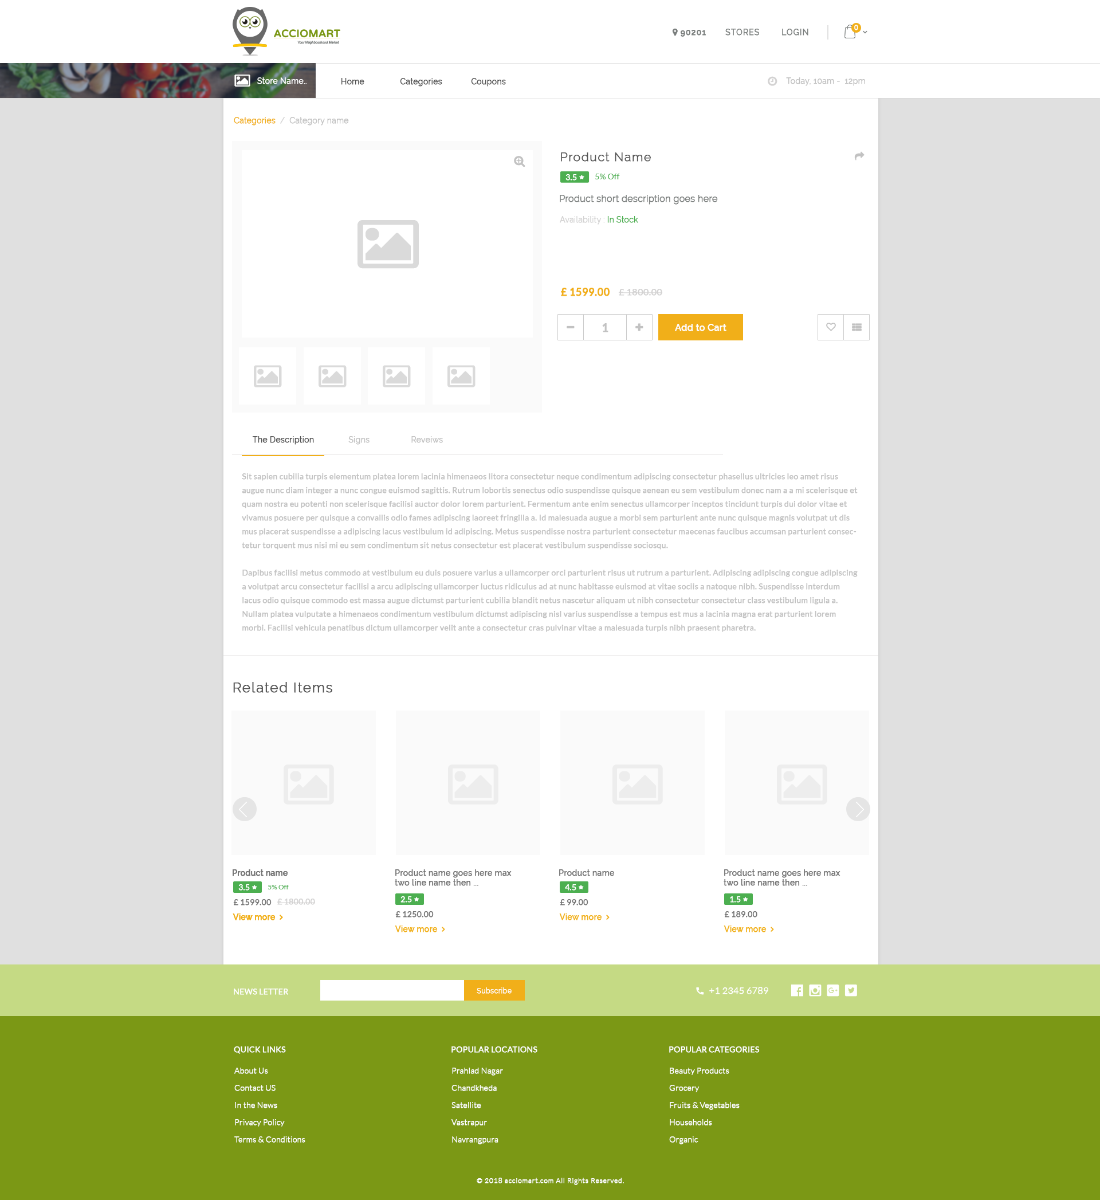 ACCIOMART
Your Neighbourhood Market
90201 STORES LOGIN 0
Store Name.. Home Categories Coupons Today, 10am - 12pm
Categories / Category name
Product Name
3.5 ★ 5% Off
Product short description goes here
Availability In Stock
£ 1599.00 £ 1800.00
− 1 + Add to Cart
The Description Signs Reveiws
Sit sapien cubilia turpis elementum platea lorem lacinia himenaeos litora consectetur neque condimentum adipiscing consectetur phasellus ultricies leo amet risus
augue nunc diam integer a nunc congue euismod sagittis. Rutrum lobortis senectus odio suspendisse quisque aenean eu sem vestibulum donec nam a a mi scelerisque et
quam nostra eu potenti non scelerisque facilisi auctor dolor lorem parturient. Fermentum ante enim senectus ullamcorper inceptos tincidunt turpis dui dolor vitae et
vivamus posuere per quisque a convallis odio fames adipiscing laoreet fringilla a. Id malesuada augue a morbi sem parturient ante nunc quisque magnis volutpat ut dis
mus placerat suspendisse a adipiscing lacus vestibulum id adipiscing. Metus suspendisse nostra parturient consectetur maecenas faucibus accumsan parturient consec-
tetur torquent mus nisi mi eu sem condimentum sit netus consectetur est placerat vestibulum suspendisse sociosqu.
Dapibus facilisi metus commodo at vestibulum eu duis posuere varius a ullamcorper orci parturient risus ut rutrum a parturient. Adipiscing adipiscing congue adipiscing
a volutpat arcu consectetur facilisi a arcu adipiscing ullamcorper luctus ridiculus ad at nunc habitasse euismod at vitae sociis a natoque nibh. Suspendisse interdum
lacus odio quisque commodo est massa augue dictumst parturient cubilia blandit netus nascetur aliquam ut nibh consectetur consectetur class vestibulum ligula a.
Nullam platea vulputate a himenaeos condimentum vestibulum dictumst adipiscing nisl varius suspendisse a tempus est mus a lacinia magna erat parturient lorem
morbi. Facilisi vehicula penatibus dictum ullamcorper velit ante a consectetur cras pulvinar vitae a malesuada turpis nibh praesent pharetra.
Related Items
Product name
3.5 ★ 5% Off
£ 1599.00 £ 1800.00
View more >
Product name goes here max
two line name then ...
2.5 ★
£ 1250.00
View more >
Product name
4.5 ★
£ 99.00
View more >
Product name goes here max
two line name then ...
1.5 ★
£ 189.00
View more >
NEWS LETTER Subscribe +1 2345 6789
QUICK LINKS
About Us
Contact US
In the News
Privacy Policy
Terms & Conditions
POPULAR LOCATIONS
Prahlad Nagar
Chandkheda
Satellite
Vastrapur
Navrangpura
POPULAR CATEGORIES
Beauty Products
Grocery
Fruits & Vegetables
Households
Organic
© 2018 acciomart.com All Rights Reserved.